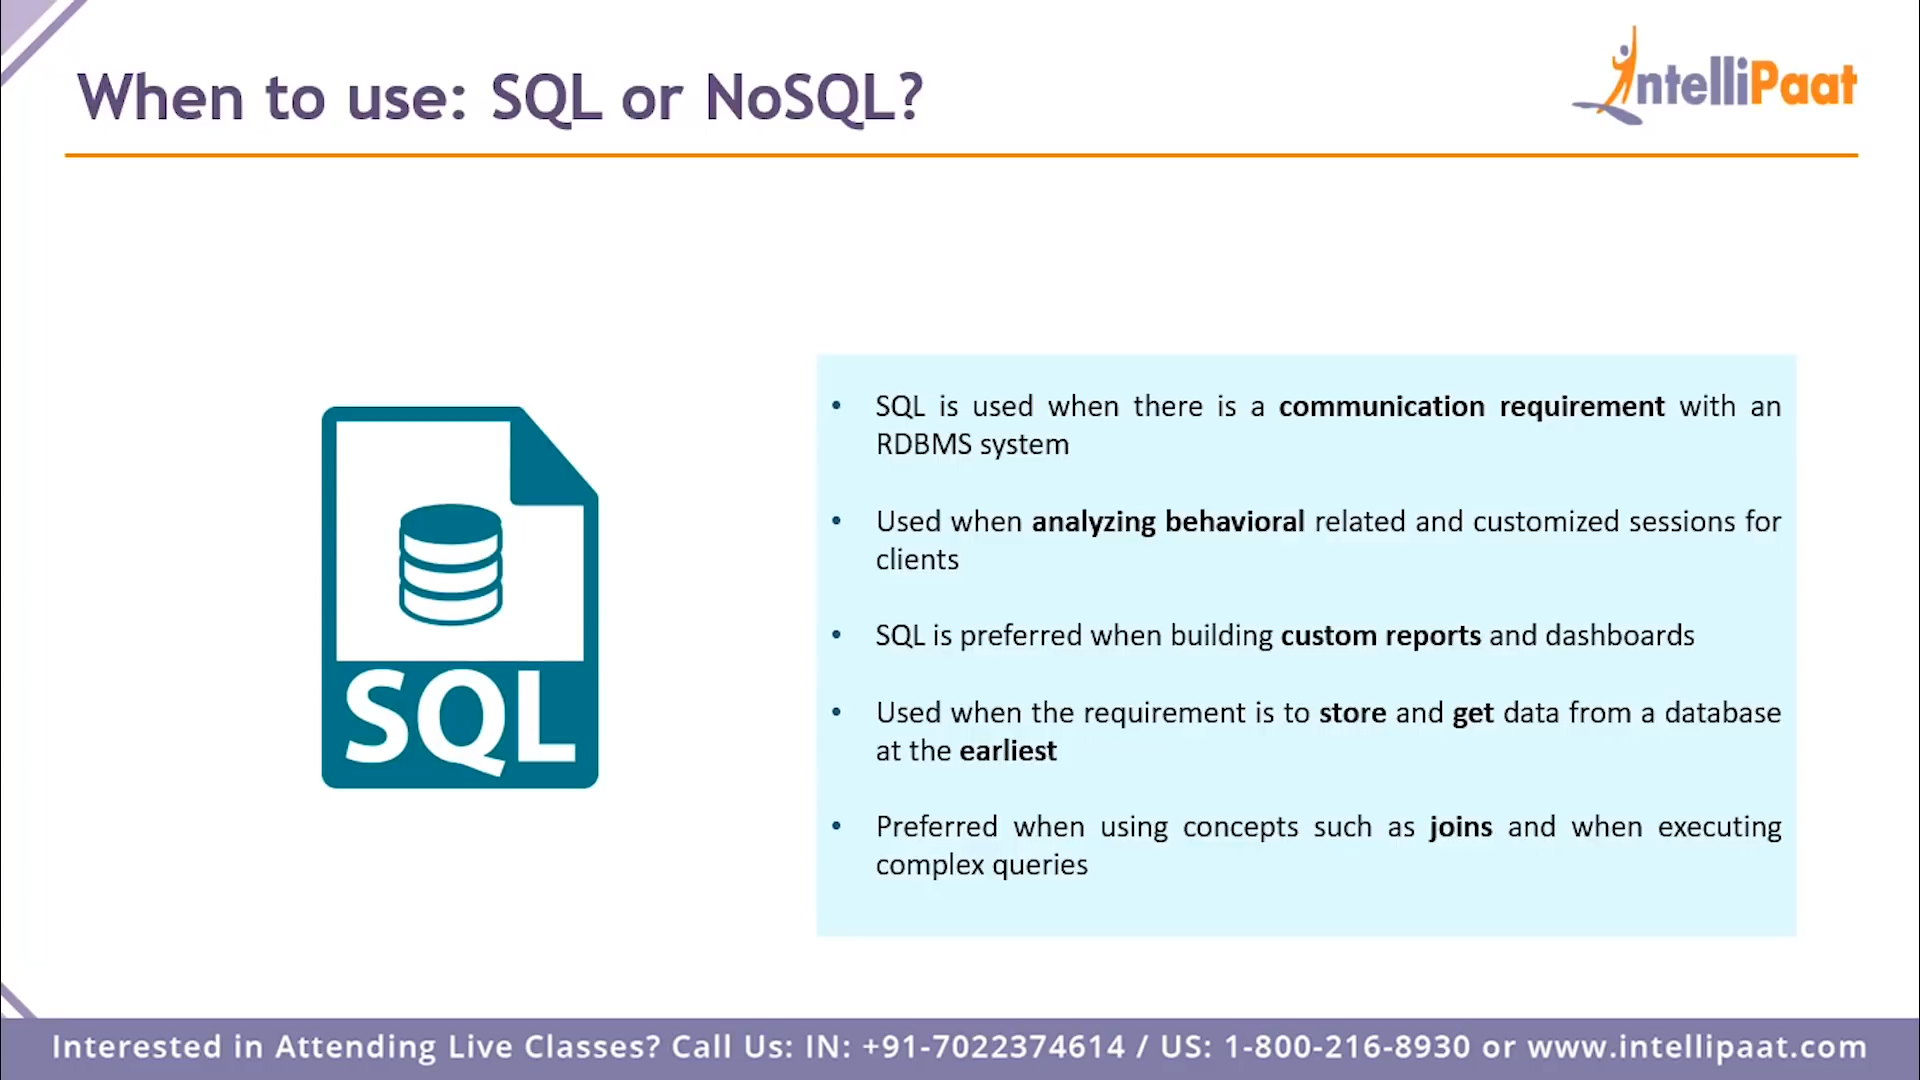 When to use: SQL or NoSQL?
IntelliPaat
• SQL is used when there is a communication requirement with an
RDBMS system
• Used when analyzing behavioral related and customized sessions for
clients
• SQL is preferred when building custom reports and dashboards
• Used when the requirement is to store and get data from a database
at the earliest
• Preferred when using concepts such as joins and when executing
complex queries
SQL
Interested in Attending Live Classes? Call Us: IN: +91-7022374614 / US: 1-800-216-8930 or www.intellipaat.com